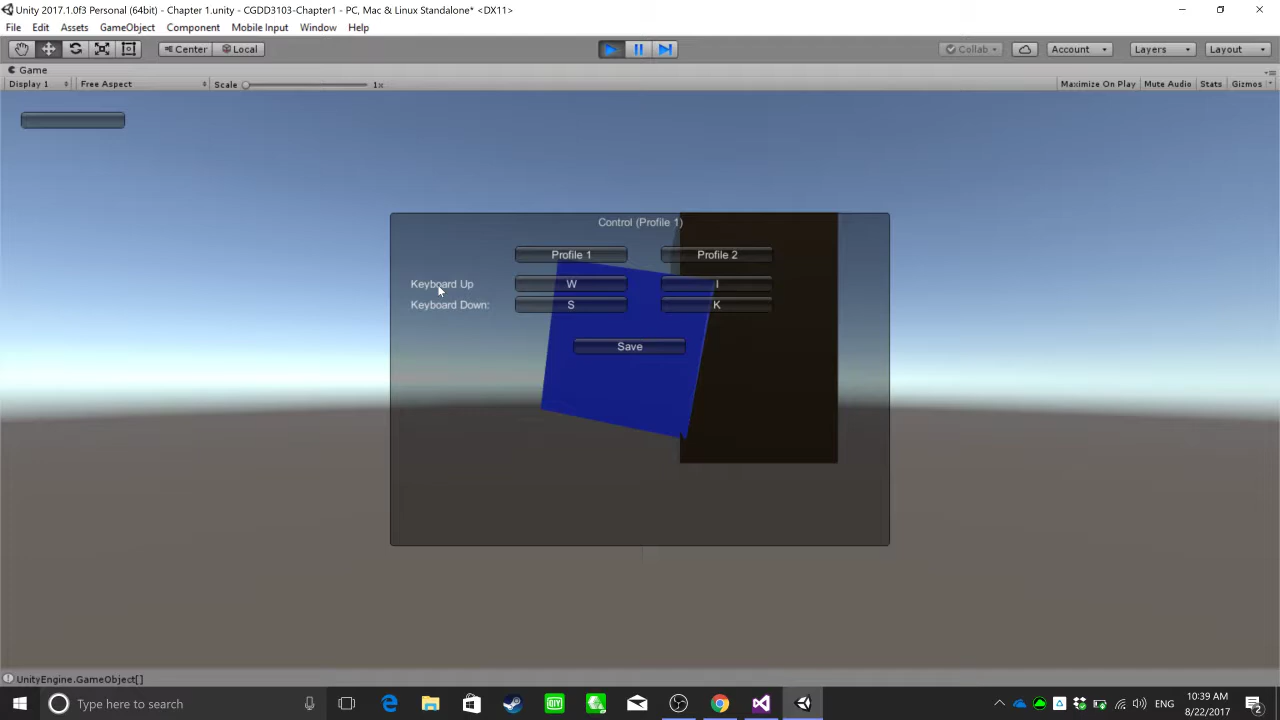 Unity 2017.1.0f3 Personal (64bit) - Chapter 1.unity - CGDD3103-Chapter1 - PC, Mac & Linux Standalone* <DX11>
File Edit Assets GameObject Component Mobile Input Window Help
Center Local Collab Account Layers Layout
Game
Display 1 Free Aspect Scale 1x Maximize On Play Mute Audio Stats Gizmos
Control (Profile 1)
Profile 1 Profile 2
Keyboard Up W I
Keyboard Down: S K
Save
UnityEngine.GameObject[]
Type here to search DIY ENG 10:39 AM
8/22/2017